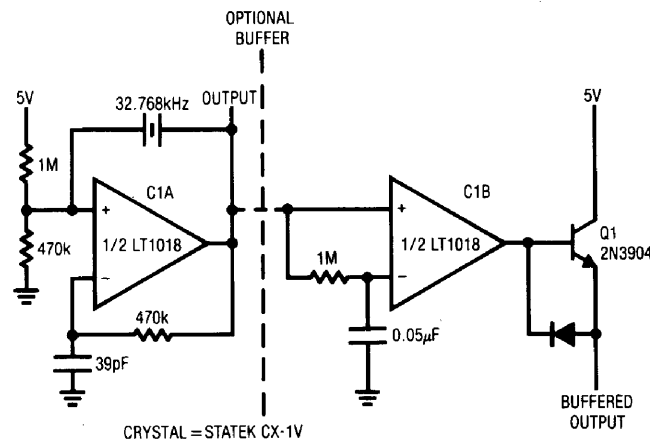 OPTIONAL
BUFFER
5V
32.768kHz
OUTPUT
5V
1M
C1A
C1B
+
+
1/2 LT1018
1/2 LT1018
Q1
2N3904
470k
1M
−
−
470k
39pF
0.05µF
BUFFERED
OUTPUT
CRYSTAL = STATEK CX-1V